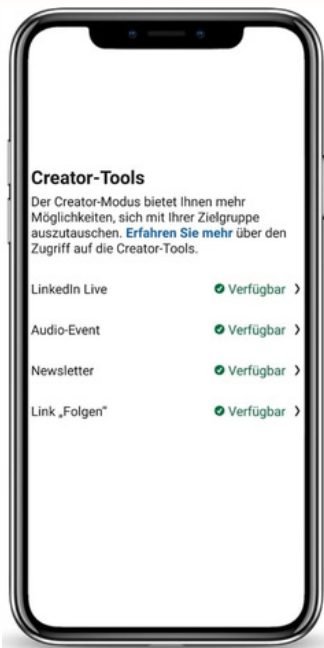 Creator-Tools
Der Creator-Modus bietet Ihnen mehr
Möglichkeiten, sich mit Ihrer Zielgruppe
auszutauschen. Erfahren Sie mehr über den
Zugriff auf die Creator-Tools.
LinkedIn Live Verfügbar
Audio-Event Verfügbar
Newsletter Verfügbar
Link „Folgen“ Verfügbar